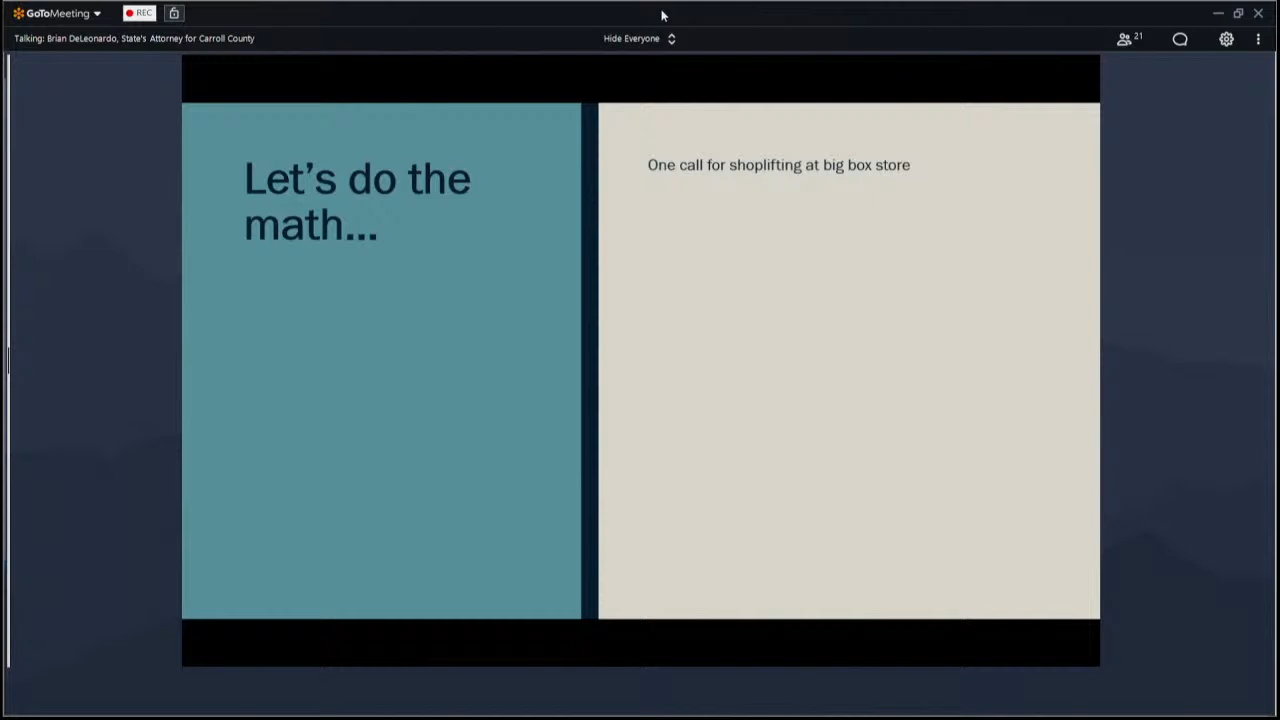 GoToMeeting
REC
Talking: Brian DeLeonardo, State's Attorney for Carroll County
Hide Everyone
21
Let’s do the
math...
One call for shoplifting at big box store